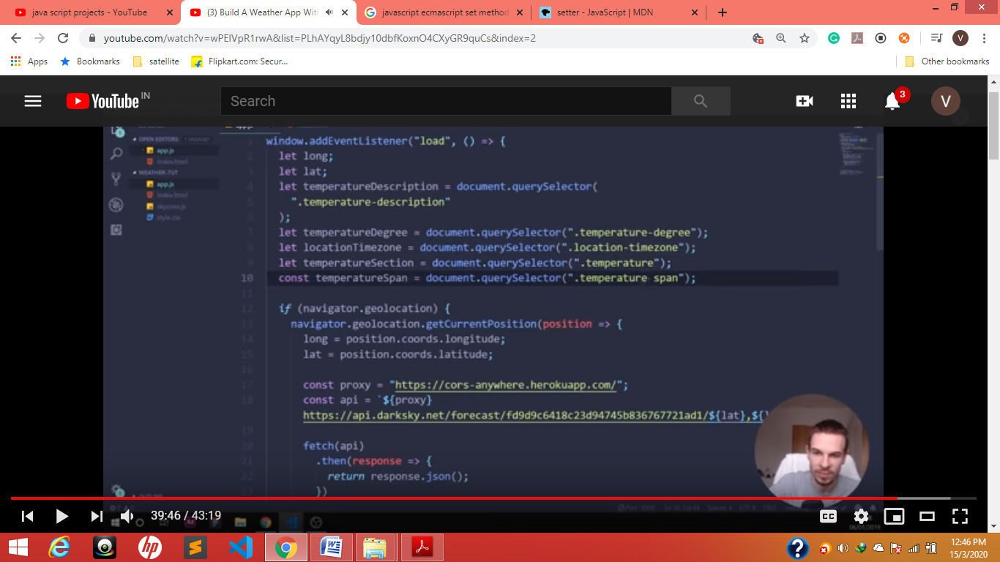 java script projects - YouTube
(3) Build A Weather App With
javascript ecmascript set method
setter - JavaScript | MDN
youtube.com/watch?v=wPElVpR1rwA&list=PLhAYqyL8bdjy10dbfKoxnO4CXyGR9quCs&index=2
V
Apps
Bookmarks
satellite
Flipkart.com: Secur...
Other bookmarks
YouTube IN
Search
3
V
OPEN EDITORS 1 UNSAVED
app.js
index.html
WEATHER-TUT
app.js
index.html
skycons.js
style.css
1 window.addEventListener("load", () => {
2 let long;
3 let lat;
4 let temperatureDescription = document.querySelector(
5 ".temperature-description"
6 );
7 let temperatureDegree = document.querySelector(".temperature-degree");
8 let locationTimezone = document.querySelector(".location-timezone");
9 let temperatureSection = document.querySelector(".temperature");
10 const temperatureSpan = document.querySelector(".temperature span");
11
12 if (navigator.geolocation) {
13 navigator.geolocation.getCurrentPosition(position => {
14 long = position.coords.longitude;
15 lat = position.coords.latitude;
16
17 const proxy = "https://cors-anywhere.herokuapp.com/";
18 const api = `${proxy}
https://api.darksky.net/forecast/fd9d9c6418c23d94745b836767721ad1/${lat},${
19
20 fetch(api)
21 .then(response => {
22 return response.json();
23 })
39:46 / 43:19
CC
06/01/2019
12:46 PM
15/3/2020